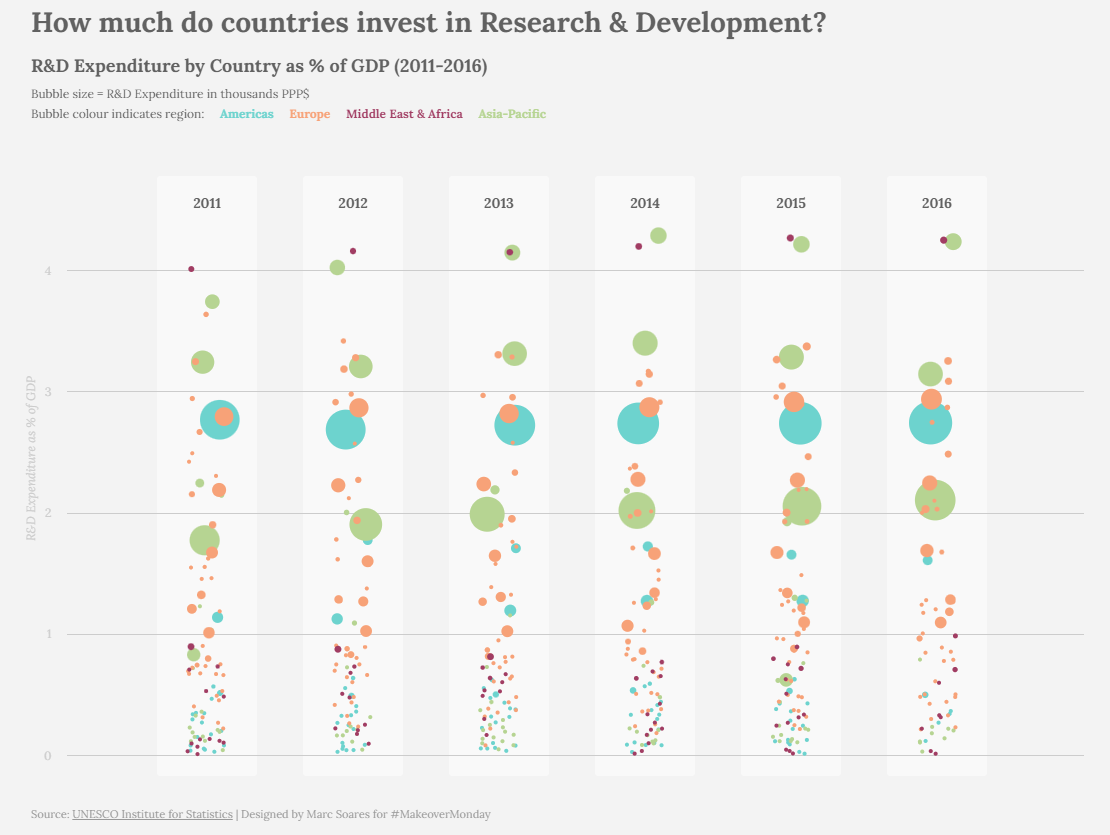 How much do countries invest in Research & Development?
R&D Expenditure by Country as % of GDP (2011-2016)
Bubble size = R&D Expenditure in thousands PPP$
Bubble colour indicates region: Americas Europe Middle East & Africa Asia-Pacific
2011 2012 2013 2014 2015 2016
4
3
2
1
0
R&D Expenditure as % of GDP
Source: UNESCO Institute for Statistics | Designed by Marc Soares for #MakeoverMonday